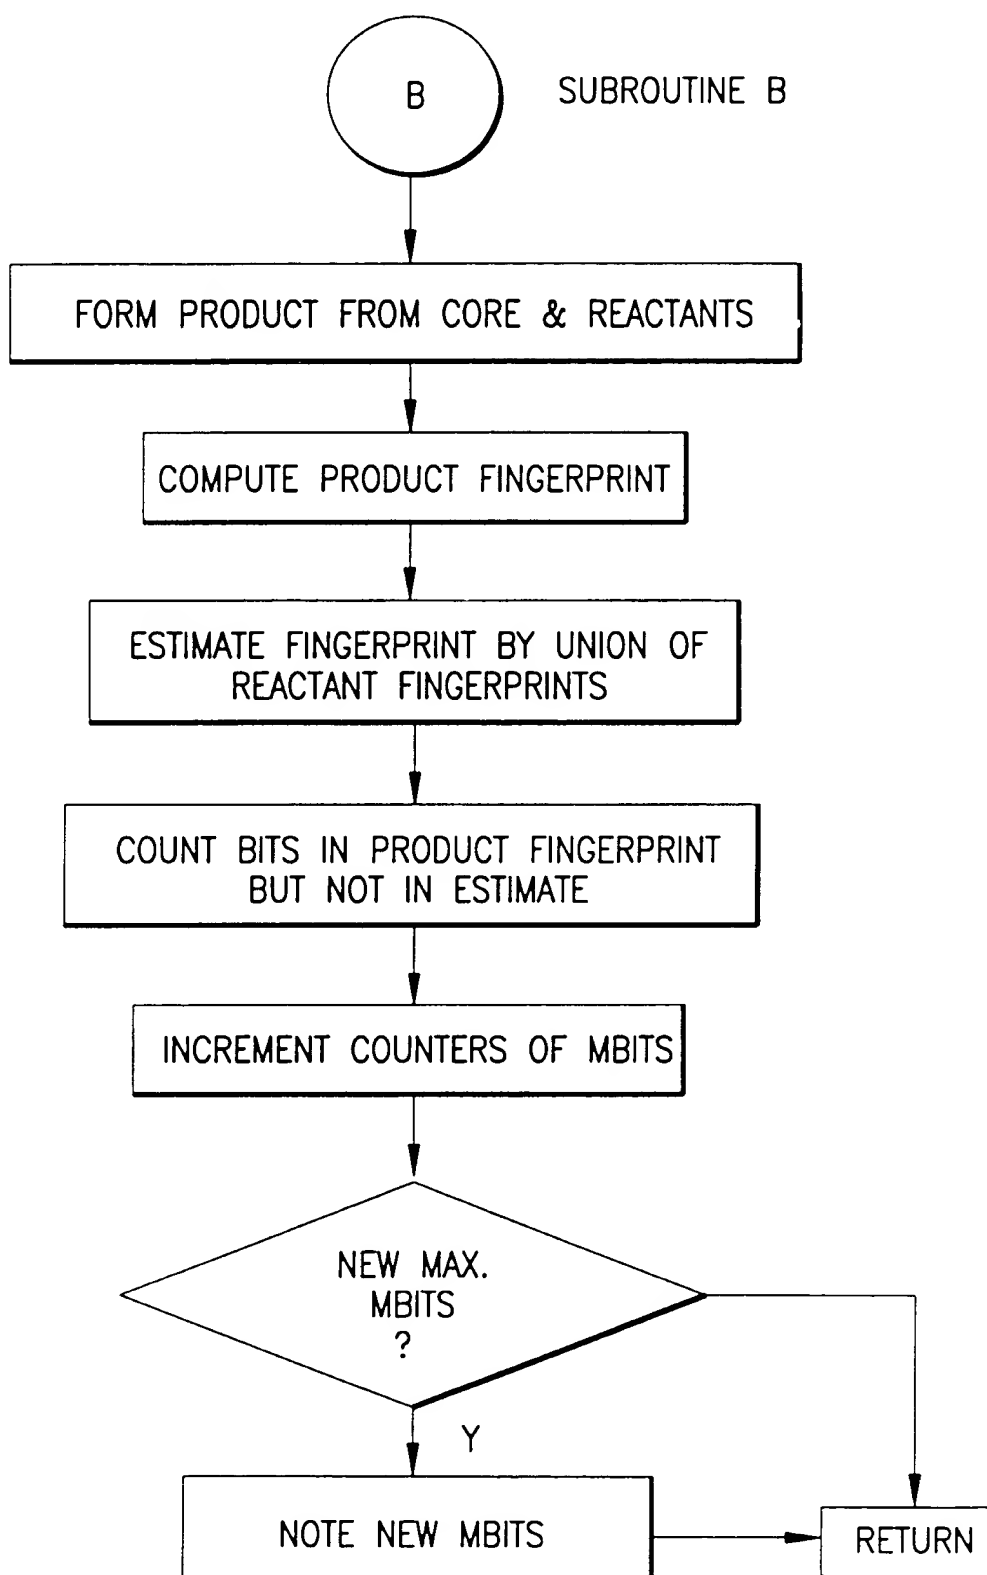 B
SUBROUTINE B
FORM PRODUCT FROM CORE & REACTANTS
COMPUTE PRODUCT FINGERPRINT
ESTIMATE FINGERPRINT BY UNION OF
REACTANT FINGERPRINTS
COUNT BITS IN PRODUCT FINGERPRINT
BUT NOT IN ESTIMATE
INCREMENT COUNTERS OF MBITS
NEW MAX.
MBITS
?
Y
NOTE NEW MBITS
RETURN